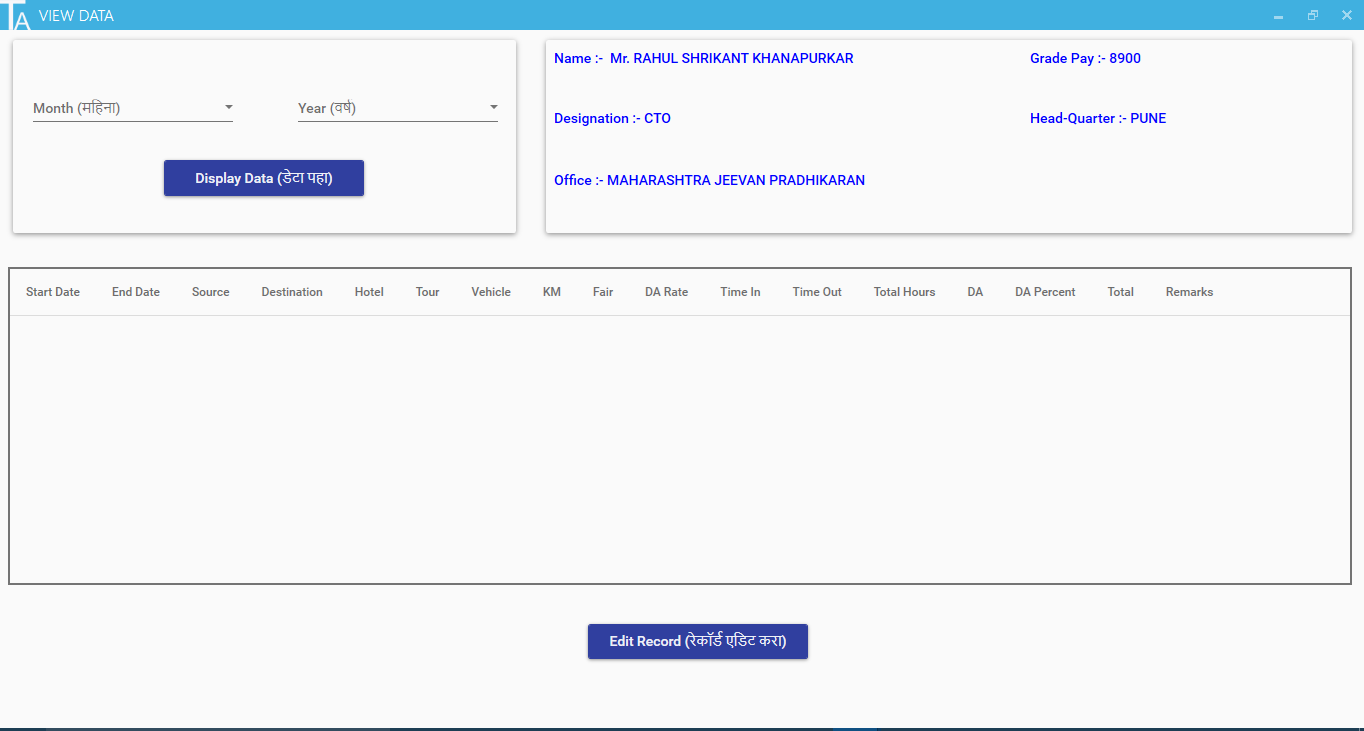 TA VIEW DATA
Month (महिना) Year (वर्ष)
Display Data (डेटा पहा)
Name :- Mr. RAHUL SHRIKANT KHANAPURKAR Grade Pay :- 8900
Designation :- CTO Head-Quarter :- PUNE
Office :- MAHARASHTRA JEEVAN PRADHIKARAN
Start Date End Date Source Destination Hotel Tour Vehicle KM Fair DA Rate Time In Time Out Total Hours DA DA Percent Total Remarks
Edit Record (रेकॉर्ड एडिट करा)